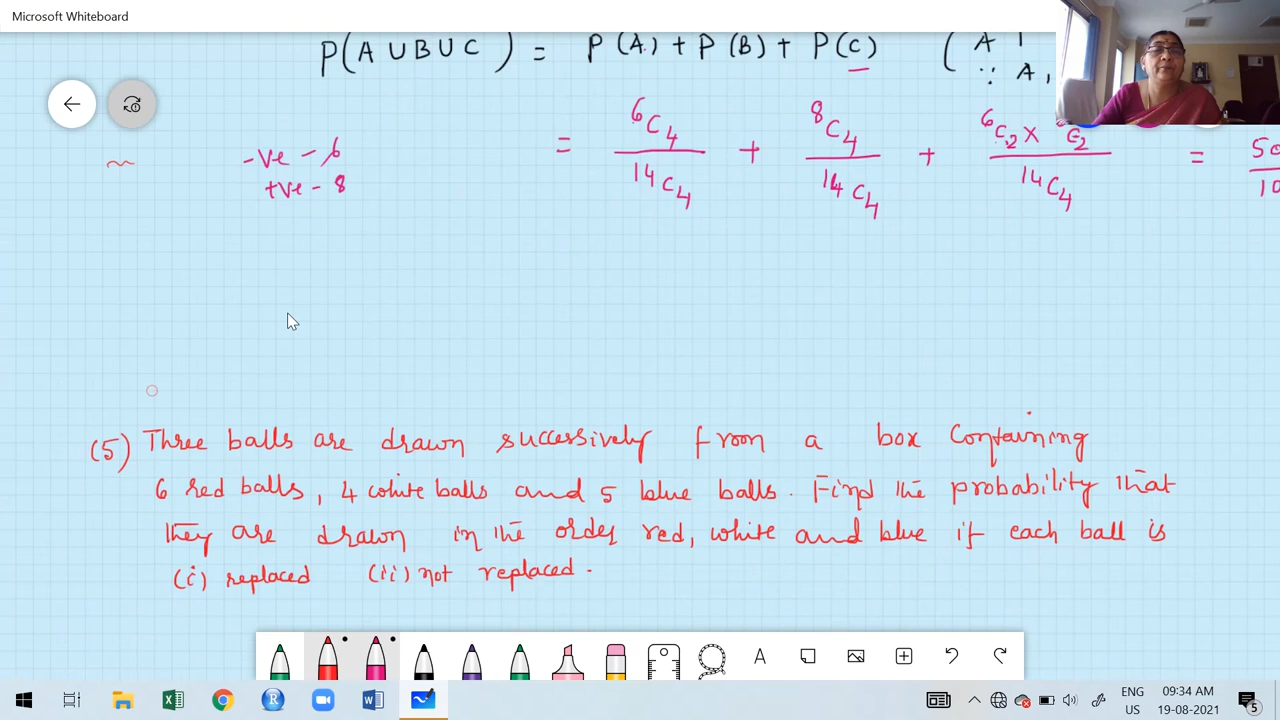 Microsoft Whiteboard
P(AUBUC) = P(A) + P(B) + P(C) (
∵ A,
-ve - 6
+ve - 8
= 6C4 / 14C4 + 8C4 / 14C4 + 6C2 X C2 / 14C4 =
(5) Three balls are drawn successively from a box containing
6 red balls, 4 white balls and 5 blue balls. Find the probability that
they are drawn in the order red, white and blue if each ball is
(i) replaced (ii) not replaced.
A
ENG
US
09:34 AM
19-08-2021
5